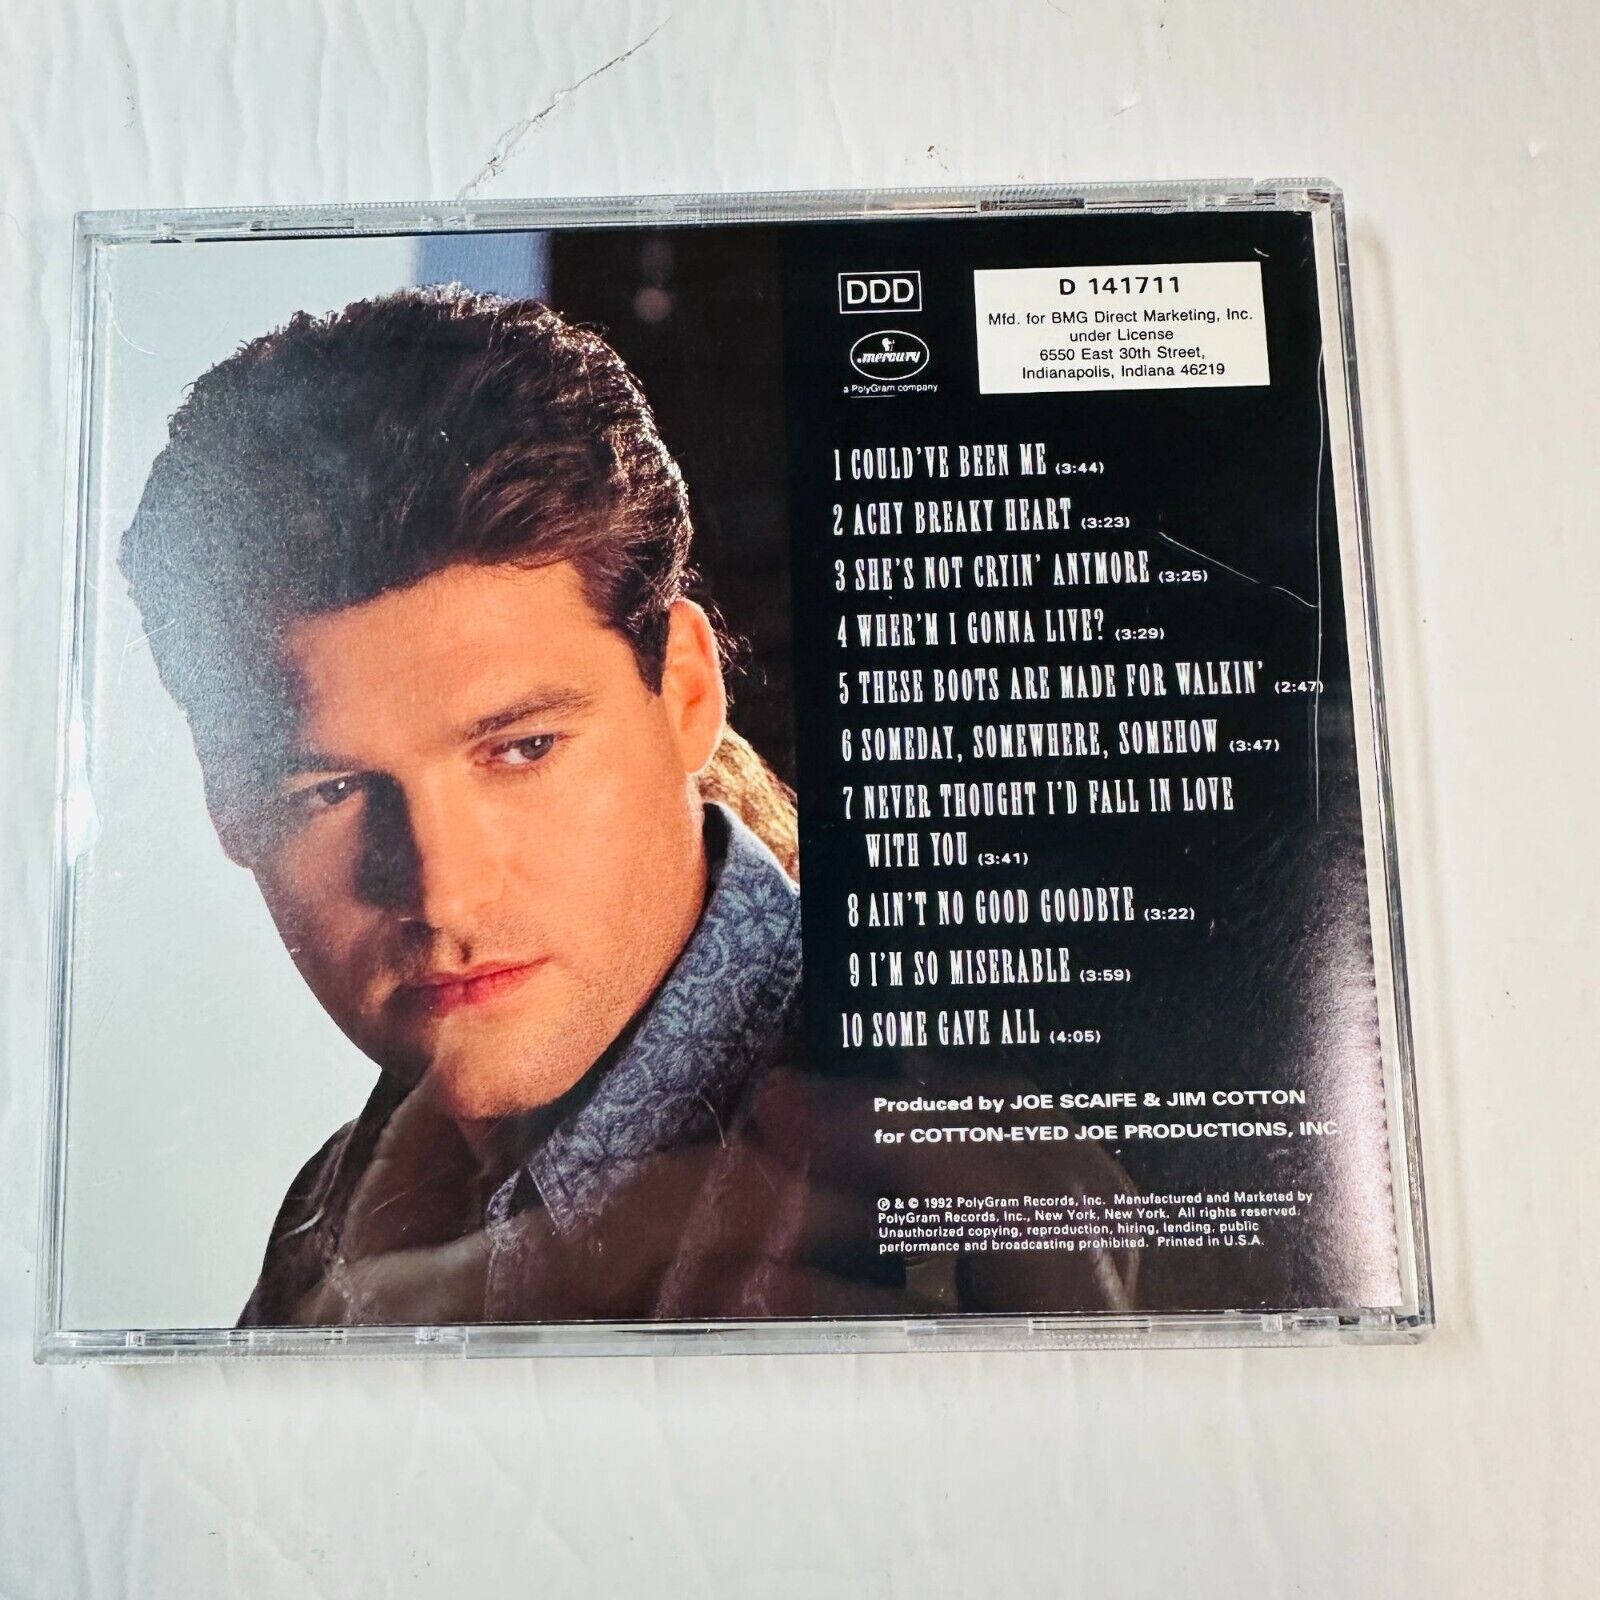 DDD
mercury
a PolyGram company
D 141711
Mfd. for BMG Direct Marketing, Inc.
under License
6550 East 30th Street,
Indianapolis, Indiana 46219
1 COULD'VE BEEN ME (3:44)
2 ACHY BREAKY HEART (3:23)
3 SHE'S NOT CRYIN' ANYMORE (3:25)
4 WHER'M I GONNA LIVE? (3:29)
5 THESE BOOTS ARE MADE FOR WALKIN' (2:47)
6 SOMEDAY, SOMEWHERE, SOMEHOW (3:47)
7 NEVER THOUGHT I'D FALL IN LOVE
WITH YOU (3:41)
8 AIN'T NO GOOD GOODBYE (3:22)
9 I'M SO MISERABLE (3:59)
10 SOME GAVE ALL (4:05)
Produced by JOE SCAIFE & JIM COTTON
for COTTON-EYED JOE PRODUCTIONS, INC
℗ & © 1992 PolyGram Records, Inc. Manufactured and Marketed by
PolyGram Records, Inc., New York, New York. All rights reserved.
Unauthorized copying, reproduction, hiring, lending, public
performance and broadcasting prohibited. Printed in U.S.A.